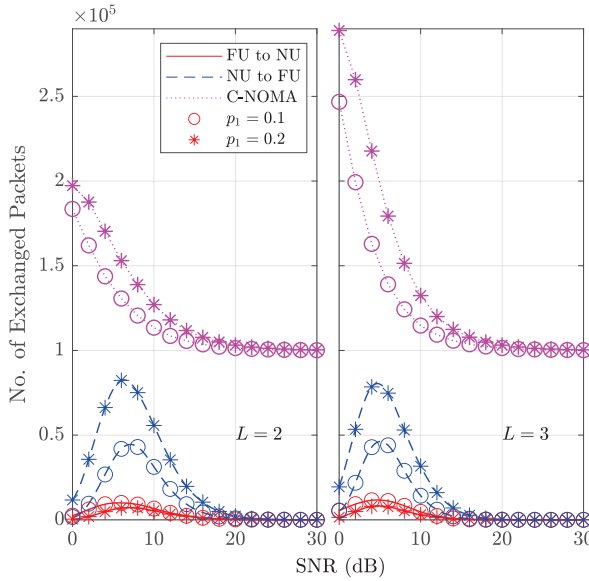 ×10⁵
No. of Exchanged Packets
2.5
2
1.5
1
0.5
0
FU to NU
NU to FU
C-NOMA
p₁ = 0.1
p₁ = 0.2
L = 2
L = 3
0 10 20 30 0 10 20 30
SNR (dB)